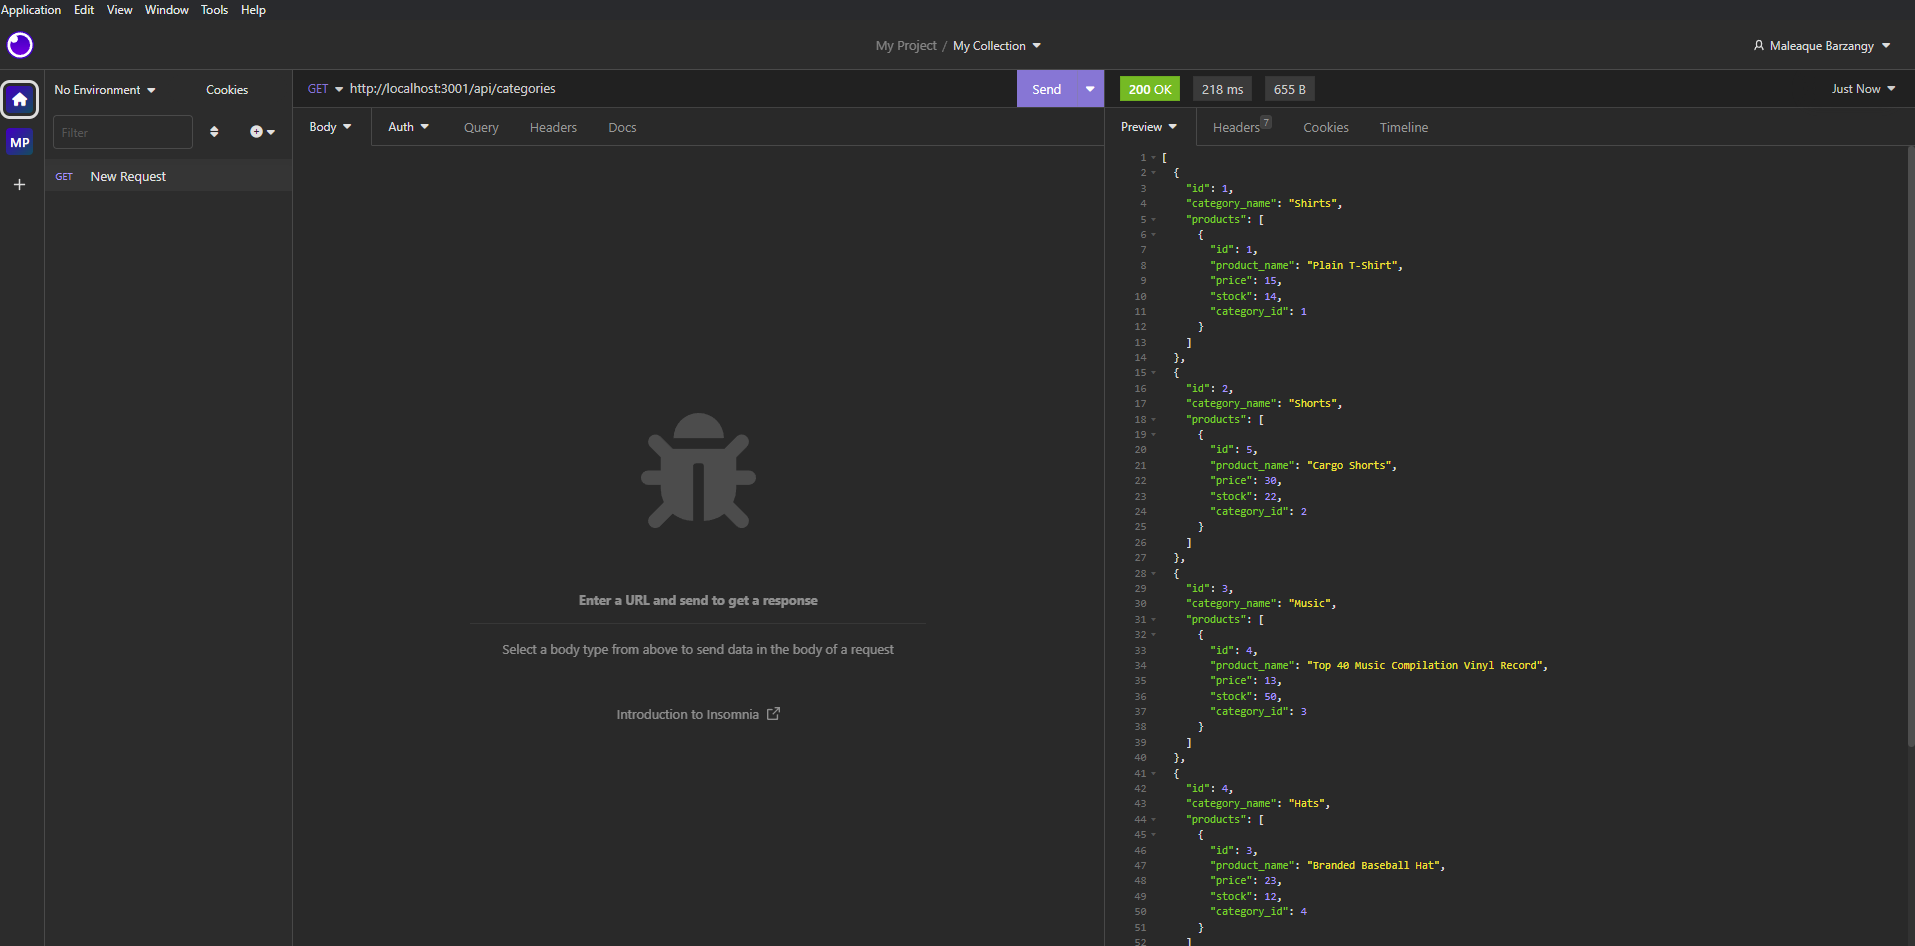 Application Edit View Window Tools Help
My Project / My Collection
Maleaque Barzangy
No Environment
Cookies
Filter
MP
GET New Request
GET http://localhost:3001/api/categories
Send
Body Auth Query Headers Docs
Enter a URL and send to get a response
Select a body type from above to send data in the body of a request
Introduction to Insomnia
200 OK 218 ms 655 B Just Now
Preview Headers 7 Cookies Timeline
1 [
2 {
3 "id": 1,
4 "category_name": "Shirts",
5 "products": [
6 {
7 "id": 1,
8 "product_name": "Plain T-Shirt",
9 "price": 15,
10 "stock": 14,
11 "category_id": 1
12 }
13 ]
14 },
15 {
16 "id": 2,
17 "category_name": "Shorts",
18 "products": [
19 {
20 "id": 5,
21 "product_name": "Cargo Shorts",
22 "price": 30,
23 "stock": 22,
24 "category_id": 2
25 }
26 ]
27 },
28 {
29 "id": 3,
30 "category_name": "Music",
31 "products": [
32 {
33 "id": 4,
34 "product_name": "Top 40 Music Compilation Vinyl Record",
35 "price": 13,
36 "stock": 50,
37 "category_id": 3
38 }
39 ]
40 },
41 {
42 "id": 4,
43 "category_name": "Hats",
44 "products": [
45 {
46 "id": 3,
47 "product_name": "Branded Baseball Hat",
48 "price": 23,
49 "stock": 12,
50 "category_id": 4
51 }
52 ]